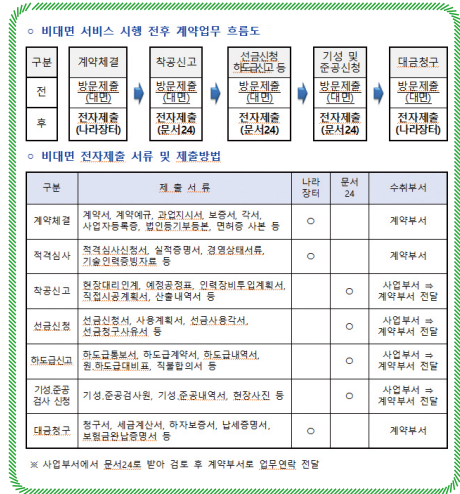 ○ 비대면 서비스 시행 전후 계약업무 흐름도
구분 계약체결 착공신고 선금신청 하도급신고 등 기성 및 준공신청 대금청구
전 방문제출 (대면) 방문제출 (대면) 방문제출 (대면) 방문제출 (대면) 방문제출 (대면)
후 전자제출 (나라장터) 전자제출 (문서24) 전자제출 (문서24) 전자제출 (문서24) 전자제출 (나라장터)
○ 비대면 전자제출 서류 및 제출방법
구분 제 출 서 류 나라장터 문서24 수취부서
계약체결 계약서, 계약예규, 과업지시서, 보증서, 각서,
사업자등록증, 법인등기부등본, 면허증 사본 등 ○ 계약부서
적격심사 적격심사신청서, 실적증명서, 경영상태서류,
기술인력증빙자료 등 ○ 계약부서
착공신고 현장대리인계, 예정공정표, 인력장비투입계획서,
직접시공계획서, 산출내역서 등 ○ 사업부서 ⇒
계약부서 전달
선금신청 선금신청서, 사용계획서, 선금사용각서,
선금청구사유서 등 ○ 사업부서 ⇒
계약부서 전달
하도급신고 하도급통보서, 하도급계약서, 하도급내역서,
원.하도급대비표, 직불합의서 등 ○ 사업부서 ⇒
계약부서 전달
기성,준공
검사 신청 기성.준공검사원, 기성.준공내역서, 현장사진 등 ○ 사업부서 ⇒
계약부서 전달
대금청구 청구서, 세금계산서, 하자보증서, 납세증명서,
보험금완납증명서 등 ○ 계약부서
※ 사업부서에서 문서24로 받아 검토 후 계약부서로 업무연락 전달